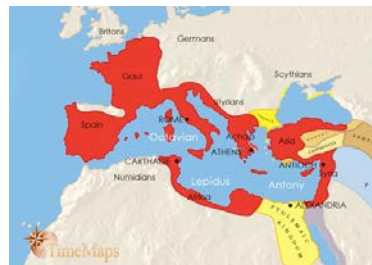 Britons
Germans
Gaul
Scythians
Illyrians
ROME
Spain
Octavian
Achaia
Asia
ATHENS
CARTHAGE
ANTIOCH
Syria
Numidians
Lepidus
Antony
Africa
ALEXANDRIA
PTOLEMAIC
KINGDOM
TimeMaps